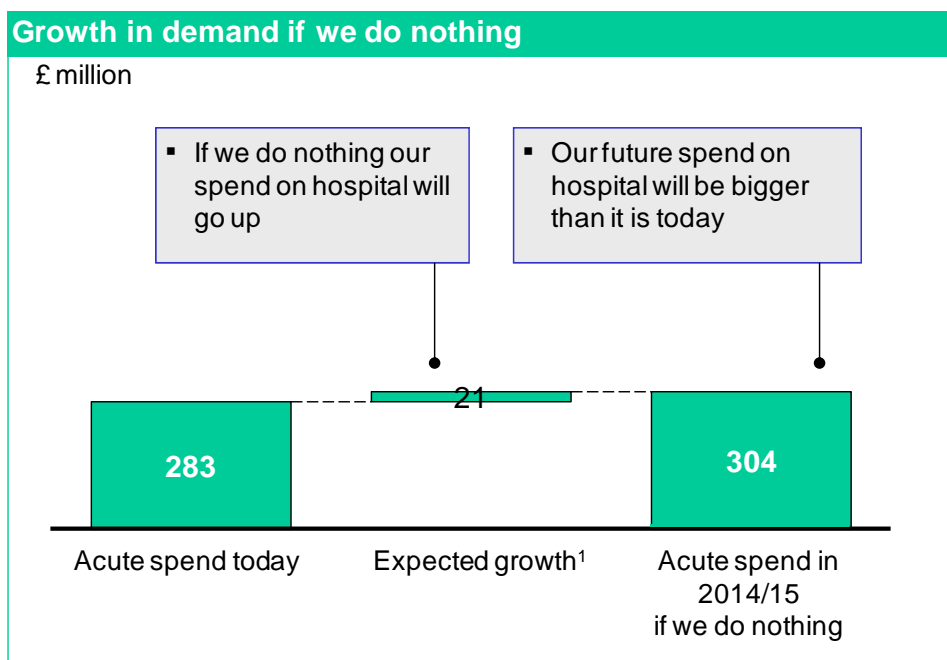 Growth in demand if we do nothing
£ million
▪ If we do nothing our
spend on hospital will
go up
▪ Our future spend on
hospital will be bigger
than it is today
21
283
304
Acute spend today
Expected growth¹
Acute spend in
2014/15
if we do nothing